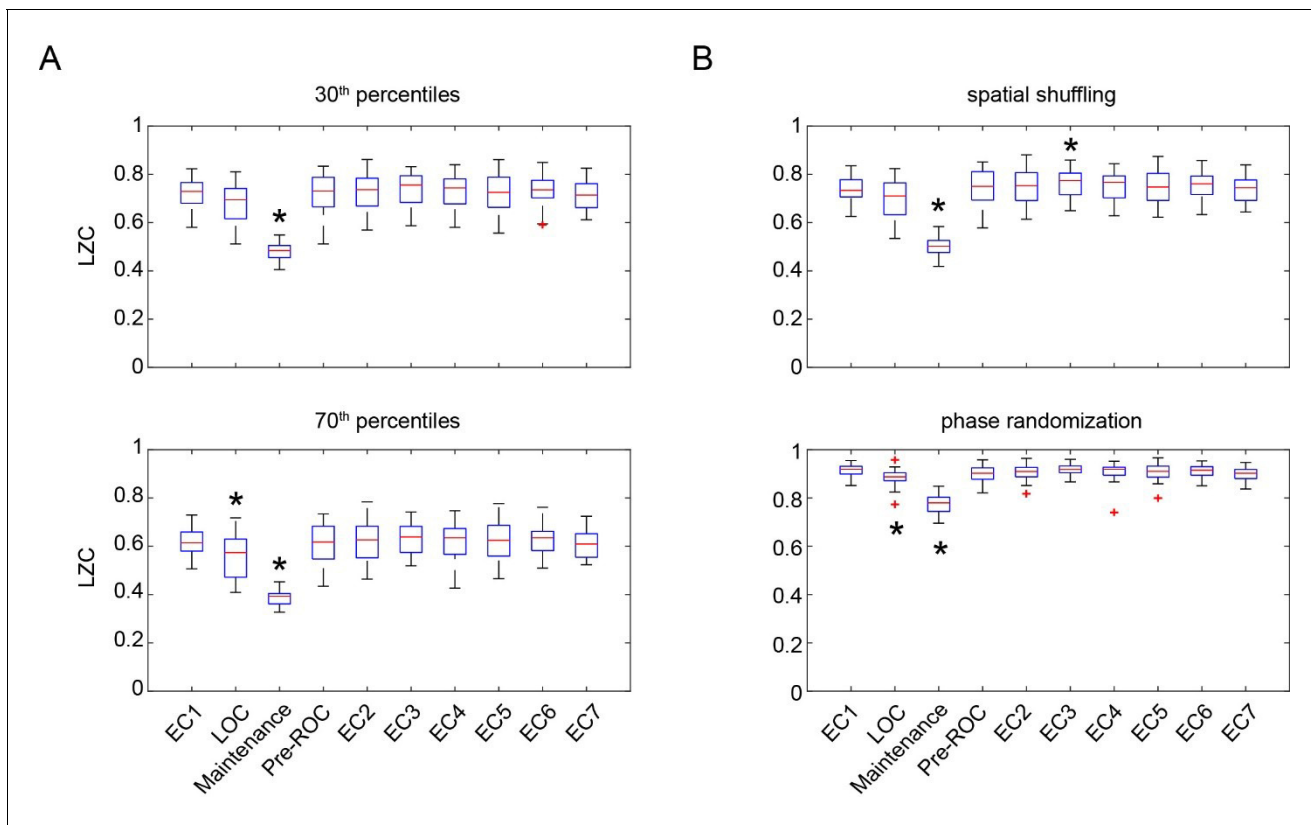 A
30th percentiles
LZC
1
0.8
0.6
0.4
0.2
0
*
70th percentiles
LZC
1
0.8
0.6
0.4
0.2
0
*
*
EC1
LOC
Maintenance
Pre-ROC
EC2
EC3
EC4
EC5
EC6
EC7
B
spatial shuffling
1
0.8
0.6
0.4
0.2
0
*
*
phase randomization
1
0.8
0.6
0.4
0.2
0
*
*
EC1
LOC
Maintenance
Pre-ROC
EC2
EC3
EC4
EC5
EC6
EC7